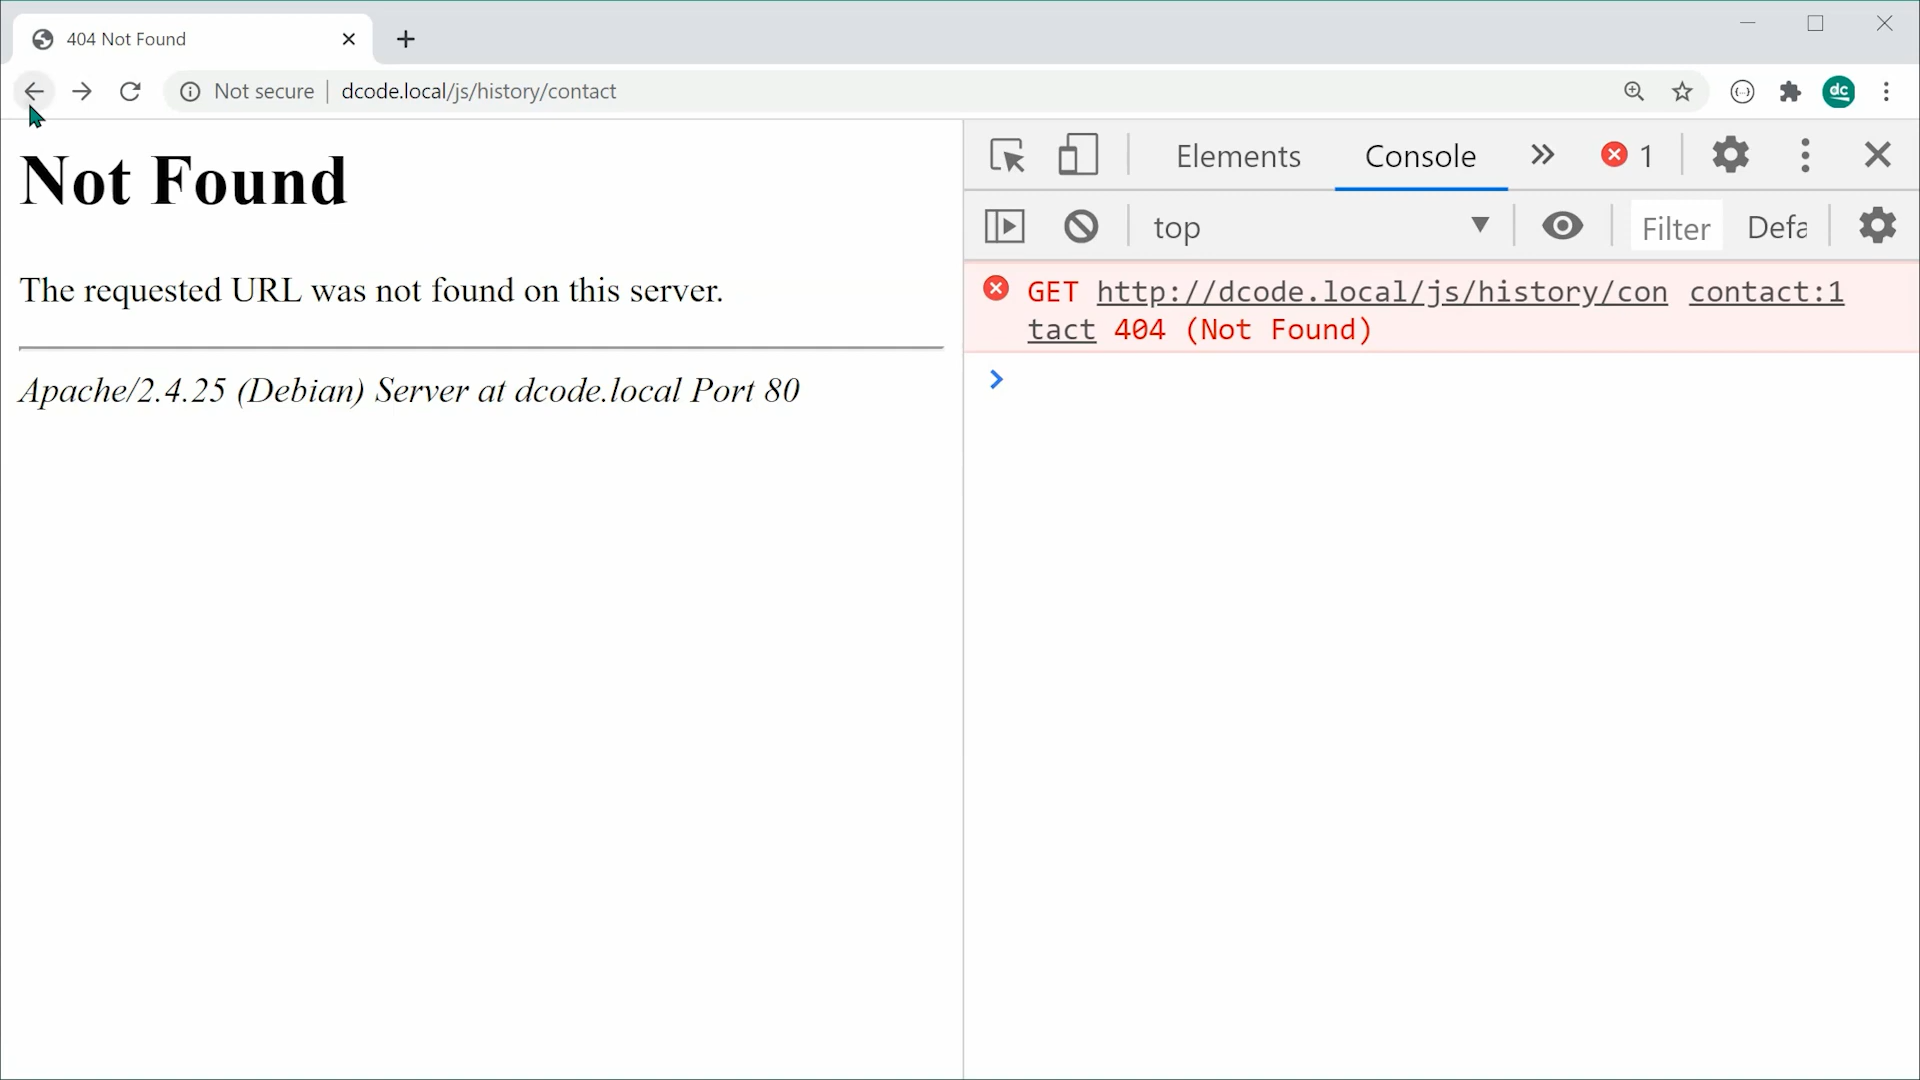 404 Not Found
Not secure dcode.local/js/history/contact
dc
Not Found
The requested URL was not found on this server.
Apache/2.4.25 (Debian) Server at dcode.local Port 80
Elements Console 1
top Filter Defa
GET http://dcode.local/js/history/con contact:1
tact 404 (Not Found)